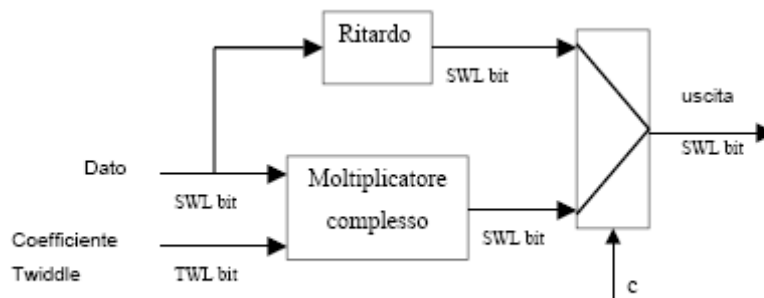 Ritardo
SWL bit
uscita
SWL bit
Dato
SWL bit
Moltiplicatore
complesso
SWL bit
Coefficiente
Twiddle
TWL bit
c